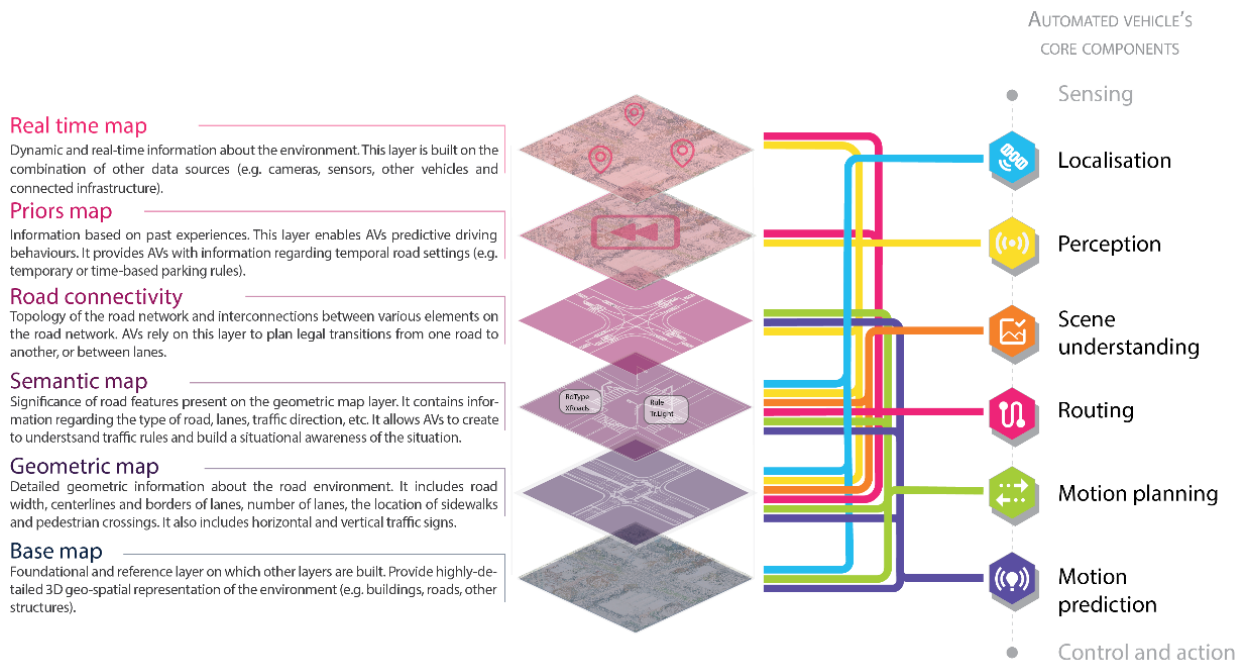 AUTOMATED VEHICLE'S
CORE COMPONENTS
Sensing
Real time map
Dynamic and real-time information about the environment. This layer is built on the
combination of other data sources (e.g. cameras, sensors, other vehicles and
connected infrastructure).
Localisation
Priors map
Information based on past experiences. This layer enables AVs predictive driving
behaviours. It provides AVs with information regarding temporal road settings (e.g.
temporary or time-based parking rules).
Perception
Road connectivity
Topology of the road network and interconnections between various elements on
the road network. AVs rely on this layer to plan legal transitions from one road to
another, or between lanes.
Scene
understanding
Semantic map
Significance of road features present on the geometric map layer. It contains infor-
mation regarding the type of road, lanes, traffic direction, etc. It allows AVs to create
to understsand traffic rules and build a situational awareness of the situation.
RdType
XRoads
Rule
Tr.Light
Routing
Geometric map
Detailed geometric information about the road environment. It includes road
width, centerlines and borders of lanes, number of lanes, the location of sidewalks
and pedestrian crossings. It also includes horizontal and vertical traffic signs.
Motion planning
Base map
Foundational and reference layer on which other layers are built. Provide highly-de-
tailed 3D geo-spatial representation of the environment (e.g. buildings, roads, other
structures).
Motion
prediction
Control and action